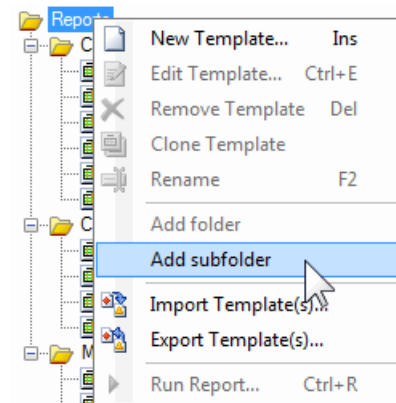 Reports
C
New Template... Ins
Edit Template... Ctrl+E
Remove Template Del
Clone Template
Rename F2
C
Add folder
Add subfolder
Import Template(s)...
Export Template(s)...
M
Run Report... Ctrl+R